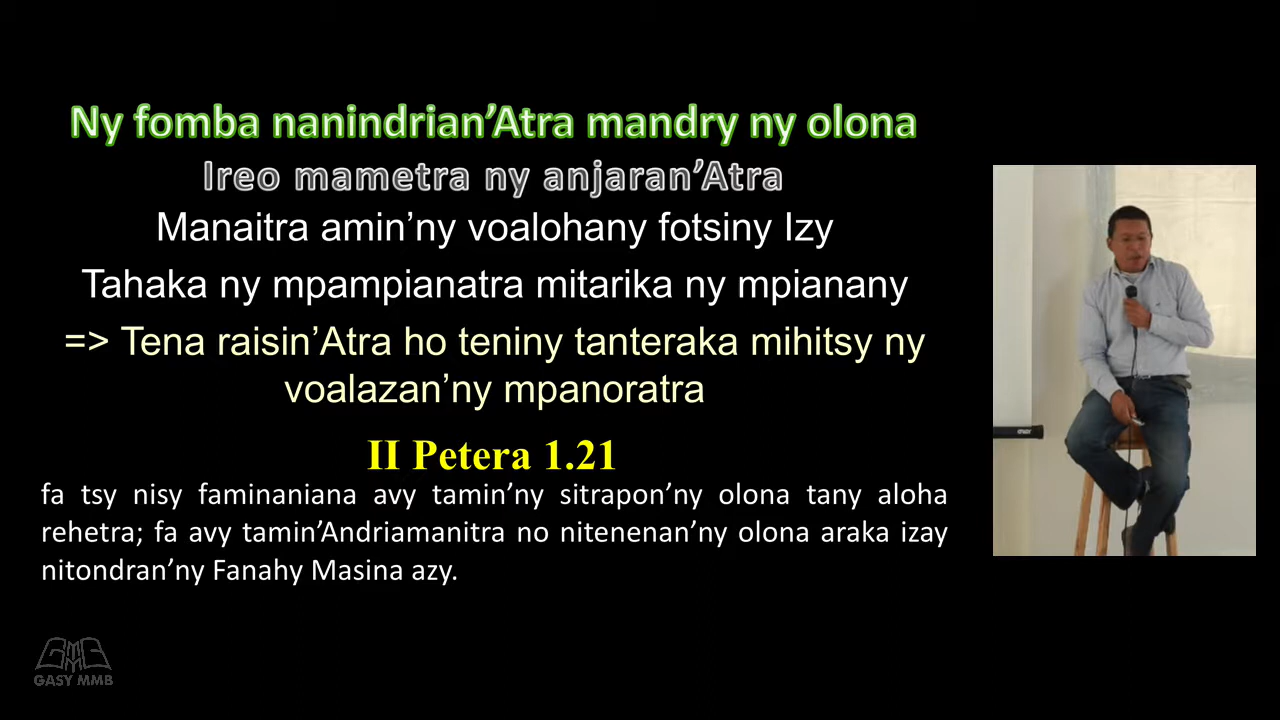 Ny fomba nanindrian’Atra mandry ny olona
Ireo mametra ny anjaran’Atra
Manaitra amin’ny voalohany fotsiny Izy
Tahaka ny mpampianatra mitarika ny mpianany
=> Tena raisin’Atra ho teniny tanteraka mihitsy ny
voalazan’ny mpanoratra
II Petera 1.21
fa tsy nisy faminaniana avy tamin’ny sitrapon’ny olona tany aloha
rehetra; fa avy tamin’Andriamanitra no nitenenan’ny olona araka izay
nitondran’ny Fanahy Masina azy.
GASY MMB